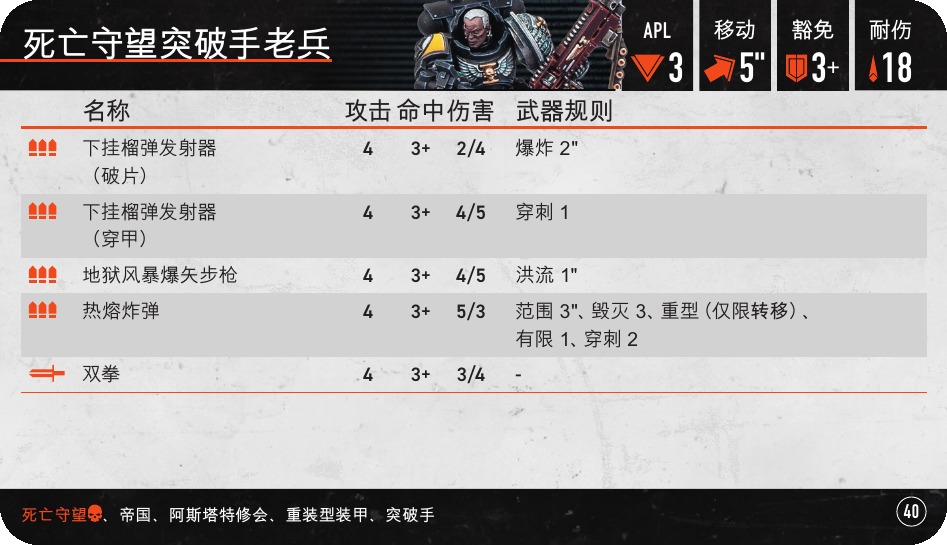 死亡守望突破手老兵
APL 移动 豁免 耐伤
3 5" 3+ 18
名称 攻击 命中 伤害 武器规则
下挂榴弹发射器 4 3+ 2/4 爆炸 2"
（破片）
下挂榴弹发射器 4 3+ 4/5 穿刺 1
（穿甲）
地狱风暴爆矢步枪 4 3+ 4/5 洪流 1"
热熔炸弹 4 3+ 5/3 范围 3"、毁灭 3、重型（仅限转移）、
有限 1、穿刺 2
双拳 4 3+ 3/4 -
死亡守望、帝国、阿斯塔特修会、重装型装甲、突破手
40